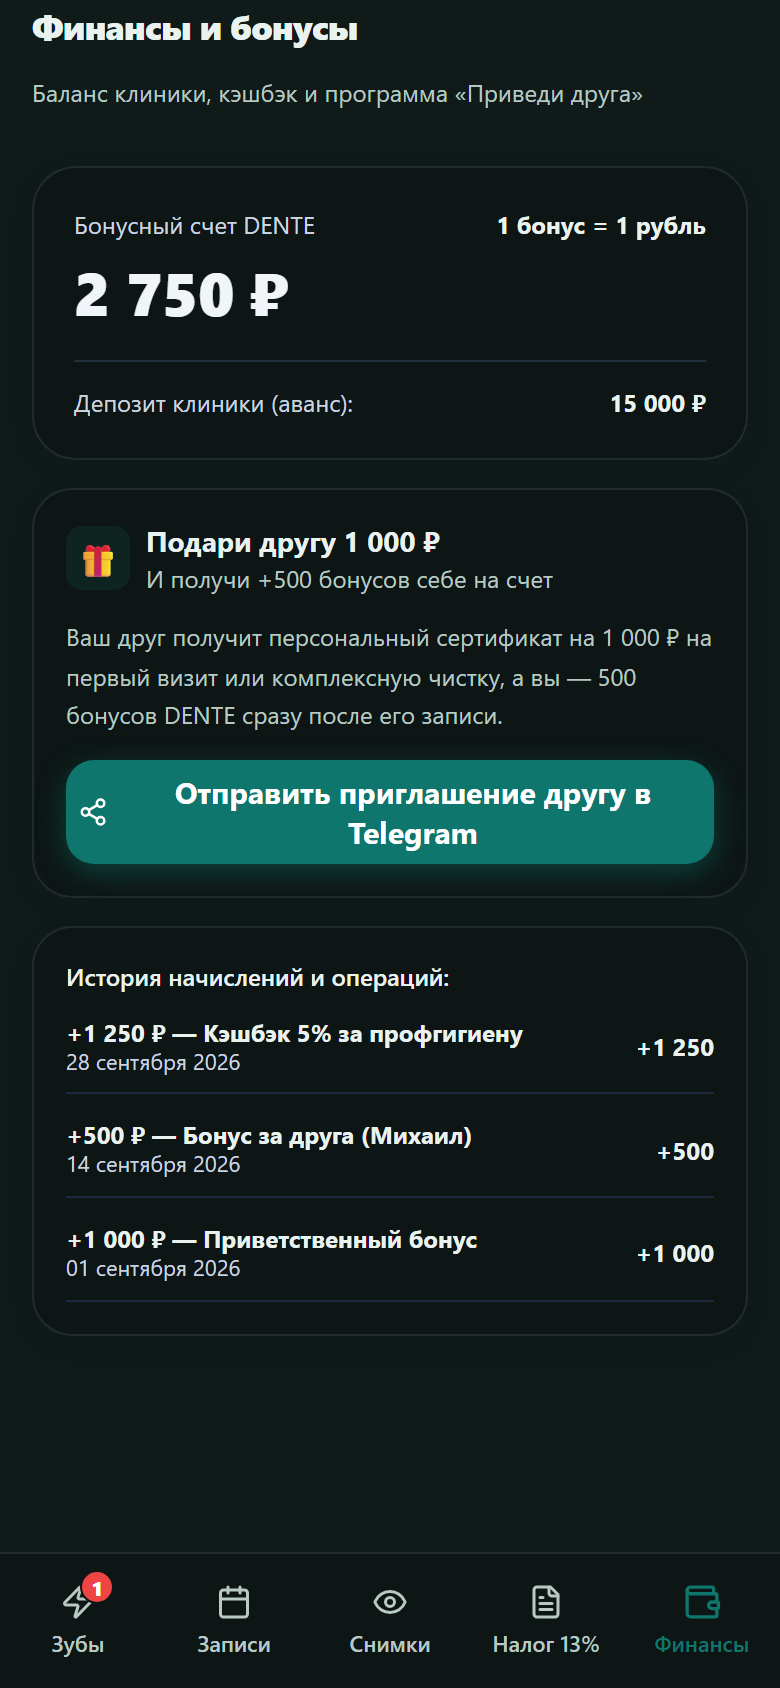 Финансы и бонусы
Баланс клиники, кэшбэк и программа «Приведи друга»
Бонусный счет DENTE
1 бонус = 1 рубль
2 750 ₽
Депозит клиники (аванс):
15 000 ₽
Подари другу 1 000 ₽
И получи +500 бонусов себе на счет
Ваш друг получит персональный сертификат на 1 000 ₽ на
первый визит или комплексную чистку, а вы — 500
бонусов DENTE сразу после его записи.
Отправить приглашение другу в
Telegram
История начислений и операций:
+1 250 ₽ — Кэшбэк 5% за профгигиену
28 сентября 2026
+1 250
+500 ₽ — Бонус за друга (Михаил)
14 сентября 2026
+500
+1 000 ₽ — Приветственный бонус
01 сентября 2026
+1 000
1
Зубы
Записи
Снимки
Налог 13%
Финансы